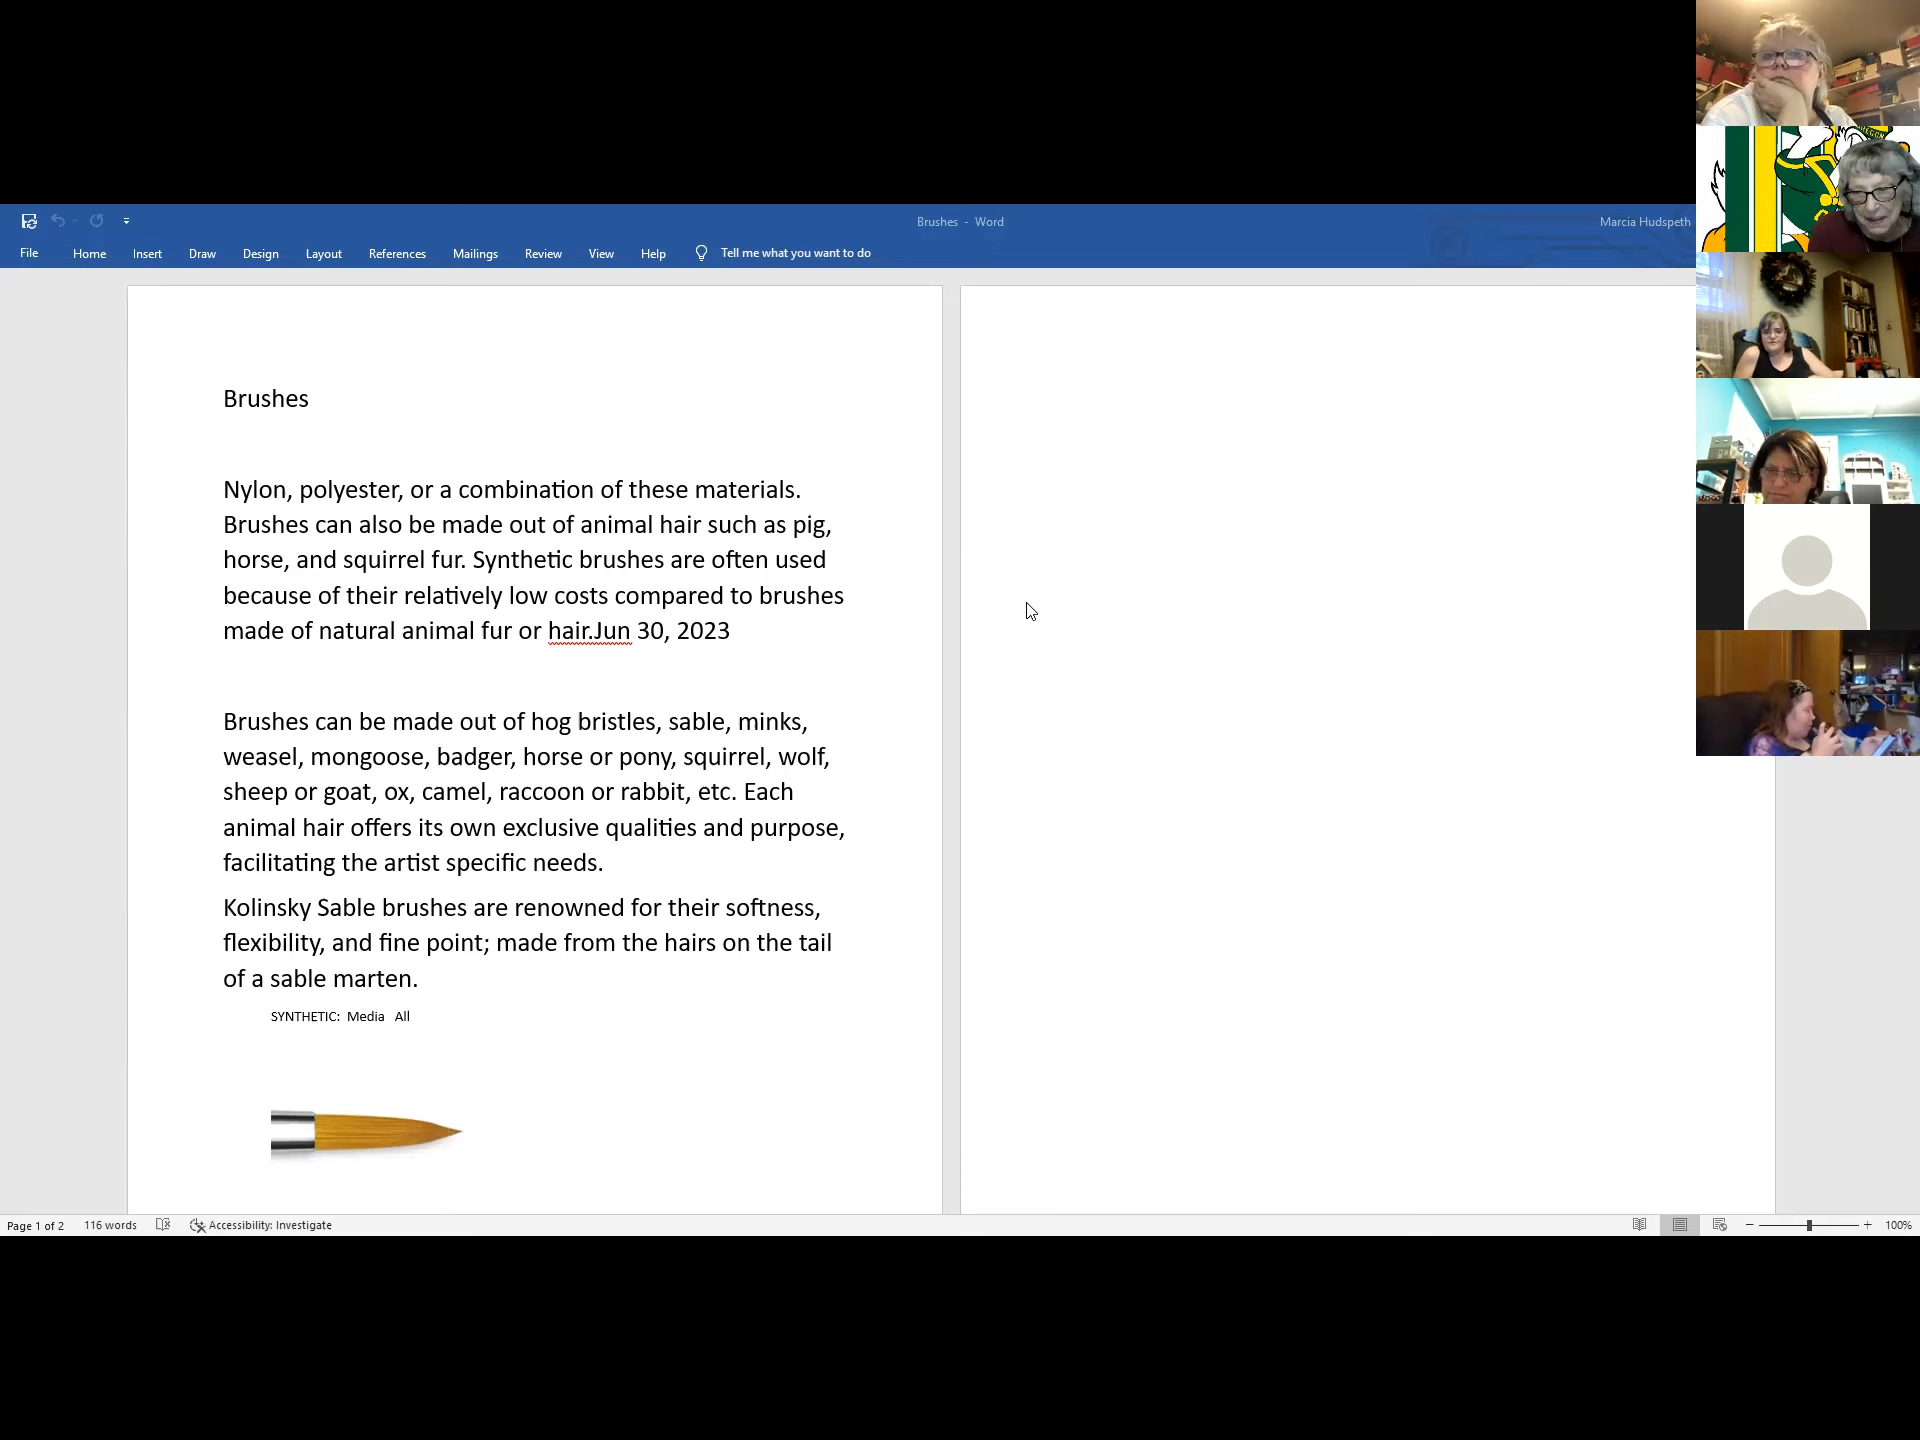 Brushes - Word
Marcia Hudspeth
File Home Insert Draw Design Layout References Mailings Review View Help Tell me what you want to do
Brushes
Nylon, polyester, or a combination of these materials.
Brushes can also be made out of animal hair such as pig,
horse, and squirrel fur. Synthetic brushes are often used
because of their relatively low costs compared to brushes
made of natural animal fur or hair.Jun 30, 2023
Brushes can be made out of hog bristles, sable, minks,
weasel, mongoose, badger, horse or pony, squirrel, wolf,
sheep or goat, ox, camel, raccoon or rabbit, etc. Each
animal hair offers its own exclusive qualities and purpose,
facilitating the artist specific needs.
Kolinsky Sable brushes are renowned for their softness,
flexibility, and fine point; made from the hairs on the tail
of a sable marten.
SYNTHETIC: Media All
Page 1 of 2 116 words Accessibility: Investigate 100%